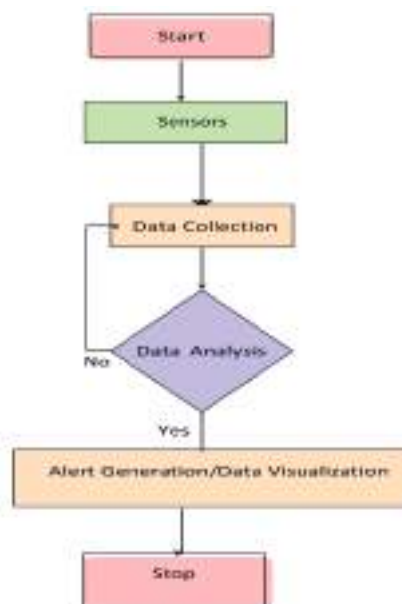 Start
Sensors
Data Collection
Data Analysis
No
Yes
Alert Generation/Data Visualization
Stop